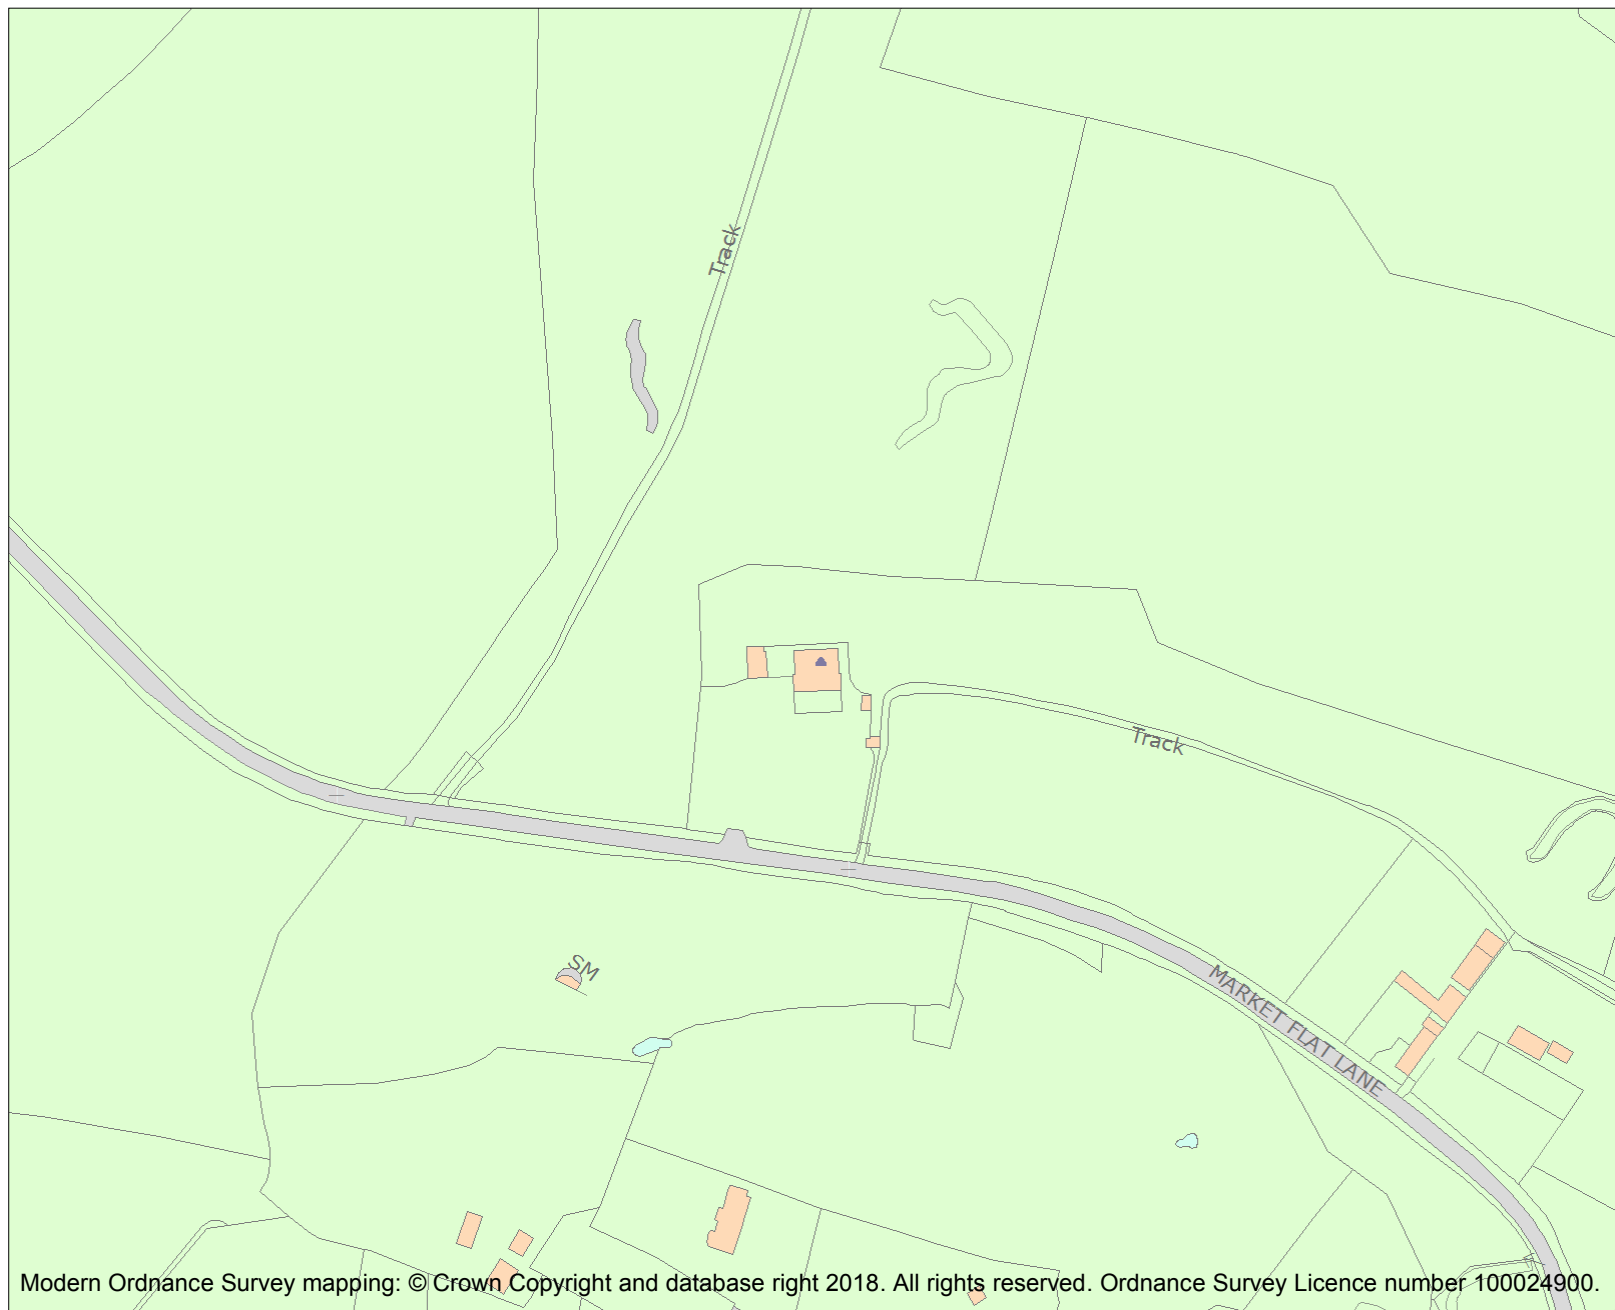 Track
Track
SM
MARKET FLAT LANE
Modern Ordnance Survey mapping: © Crown Copyright and database right 2018. All rights reserved. Ordnance Survey Licence number 100024900.